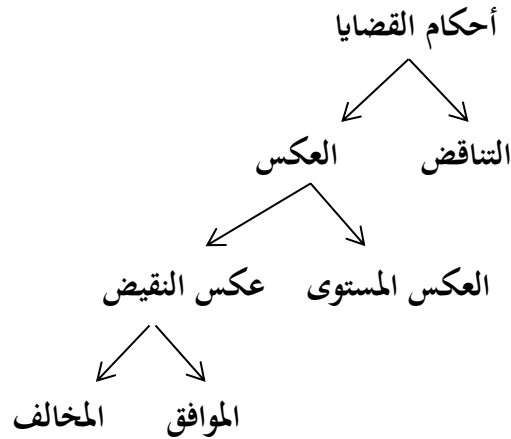 أحكام القضايا
التناقض العكس
العكس المستوى عكس النقيض
الموافق المخالف